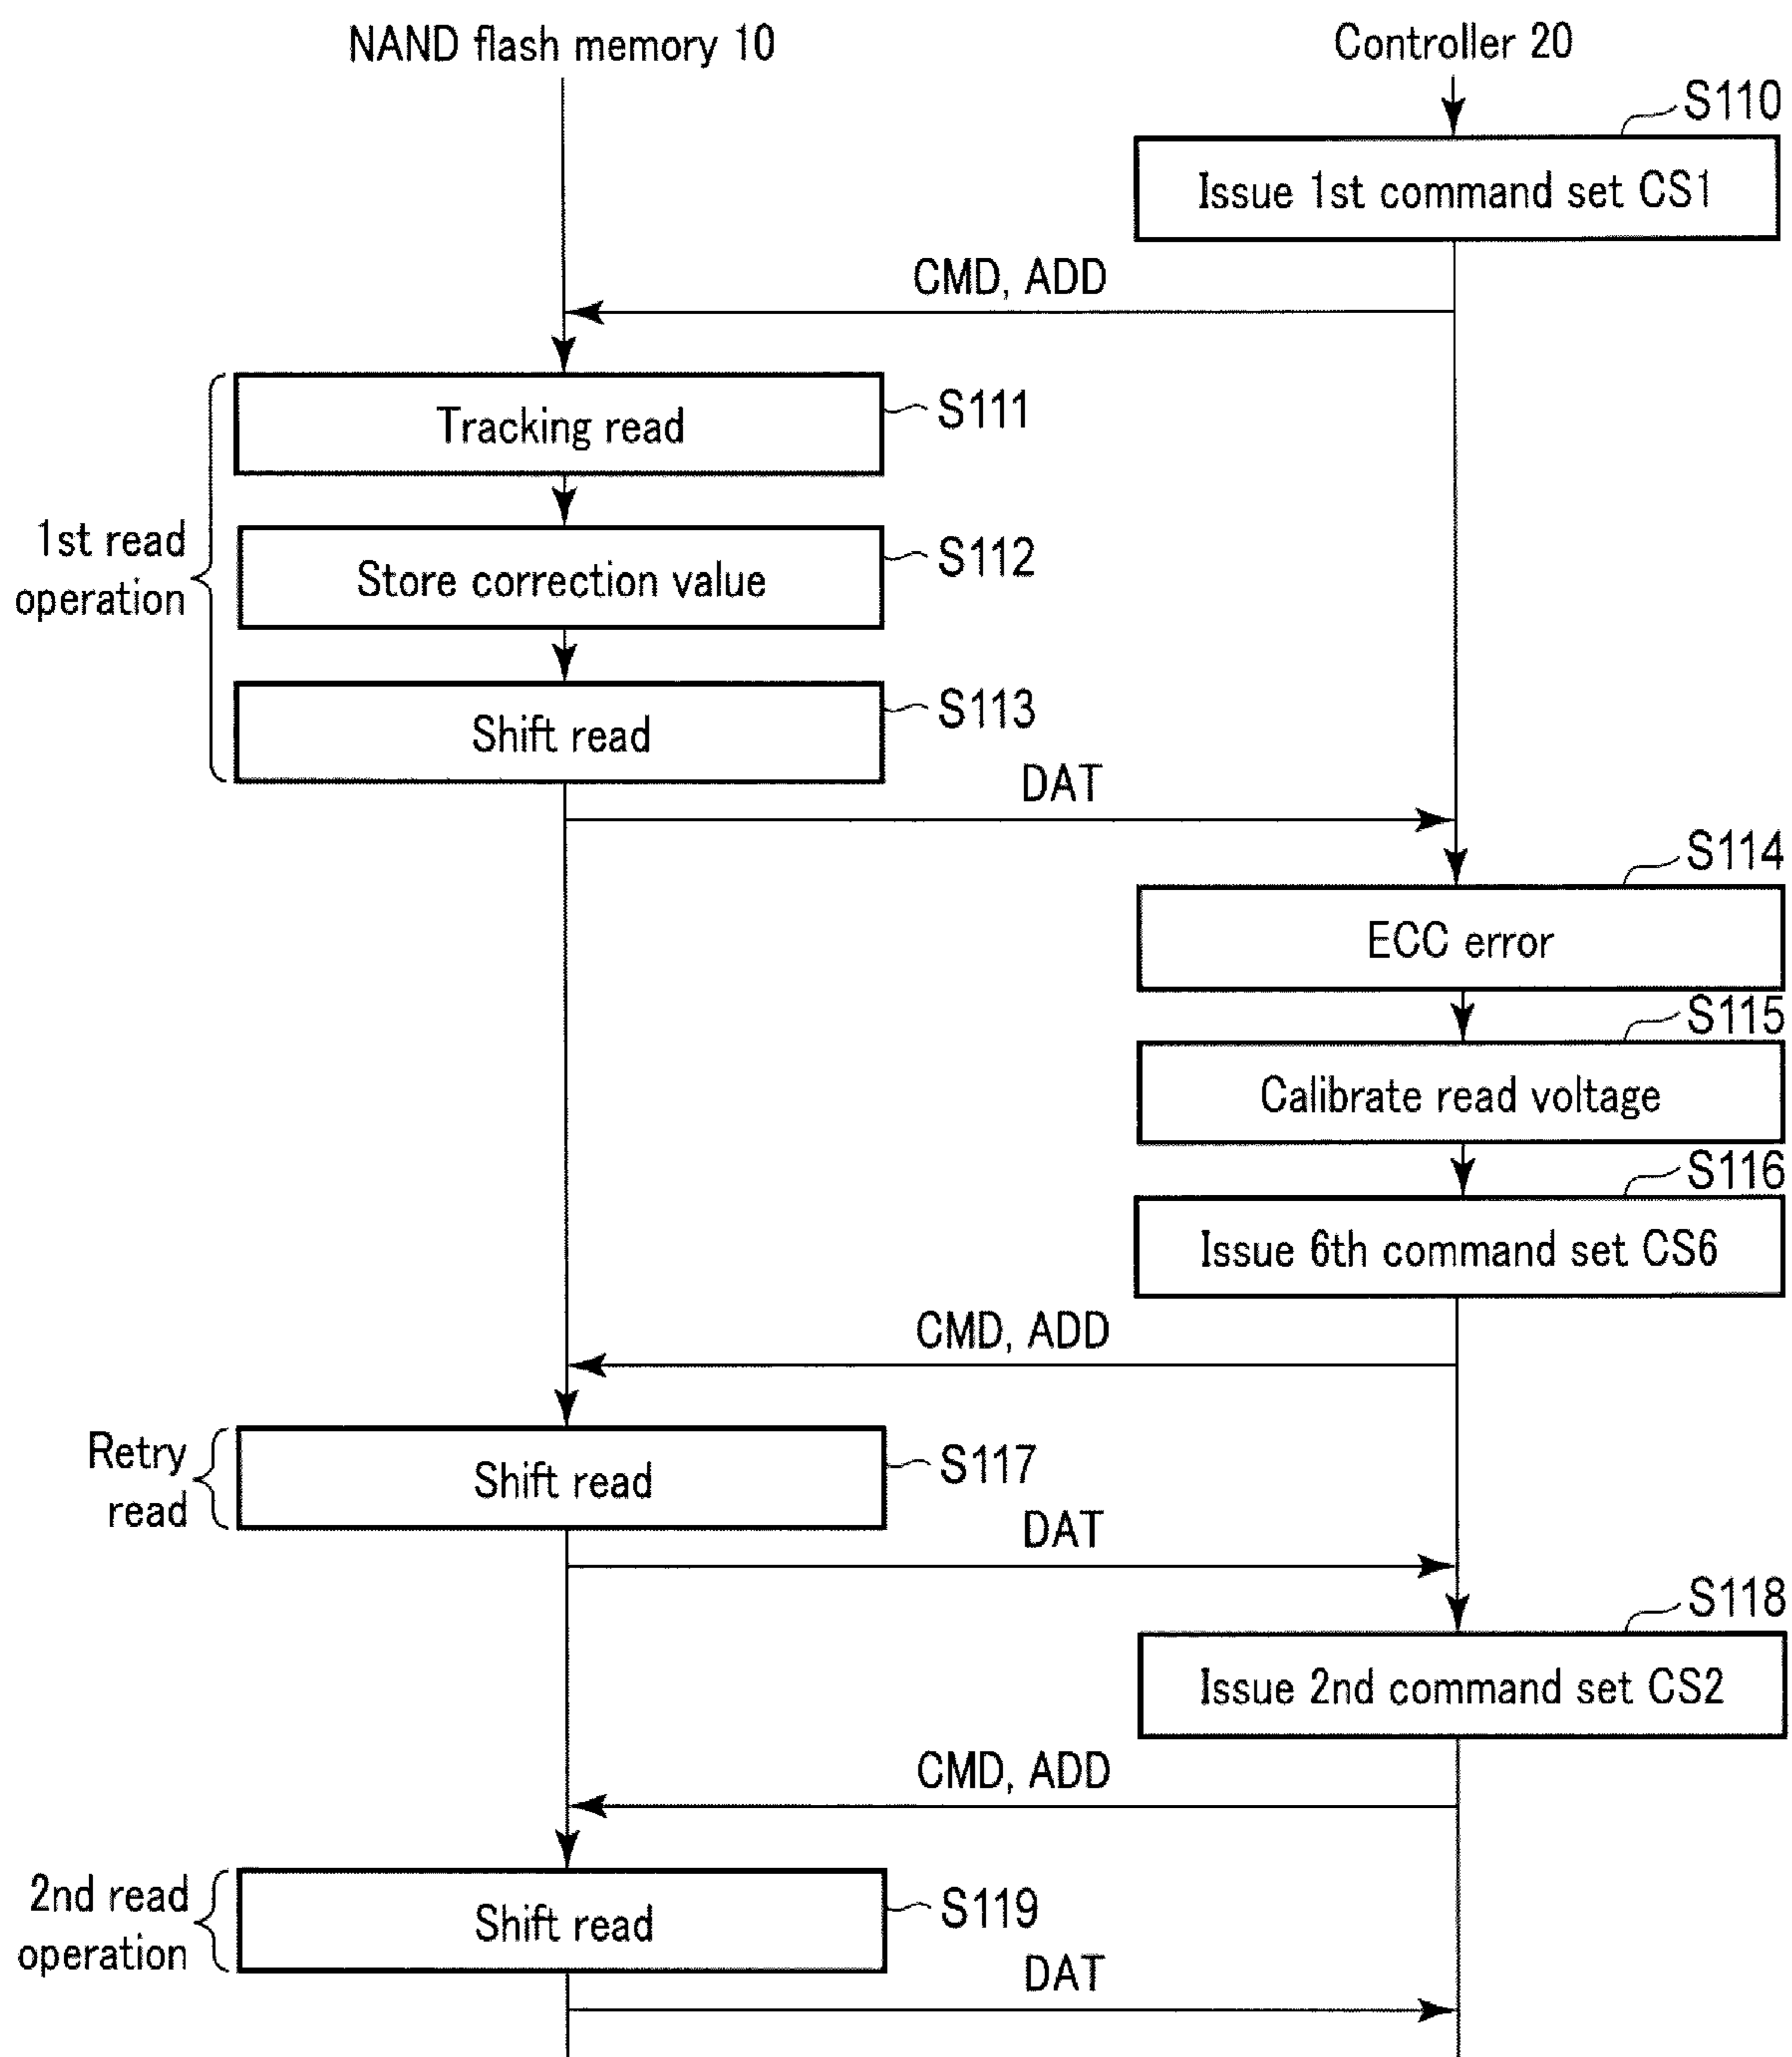 NAND flash memory 10
Controller 20
S110
Issue 1st command set CS1
CMD, ADD
Tracking read
S111
1st read
operation
Store correction value
S112
Shift read
S113
DAT
S114
ECC error
S115
Calibrate read voltage
S116
Issue 6th command set CS6
CMD, ADD
Retry
read
Shift read
S117
DAT
S118
Issue 2nd command set CS2
CMD, ADD
2nd read
operation
Shift read
S119
DAT